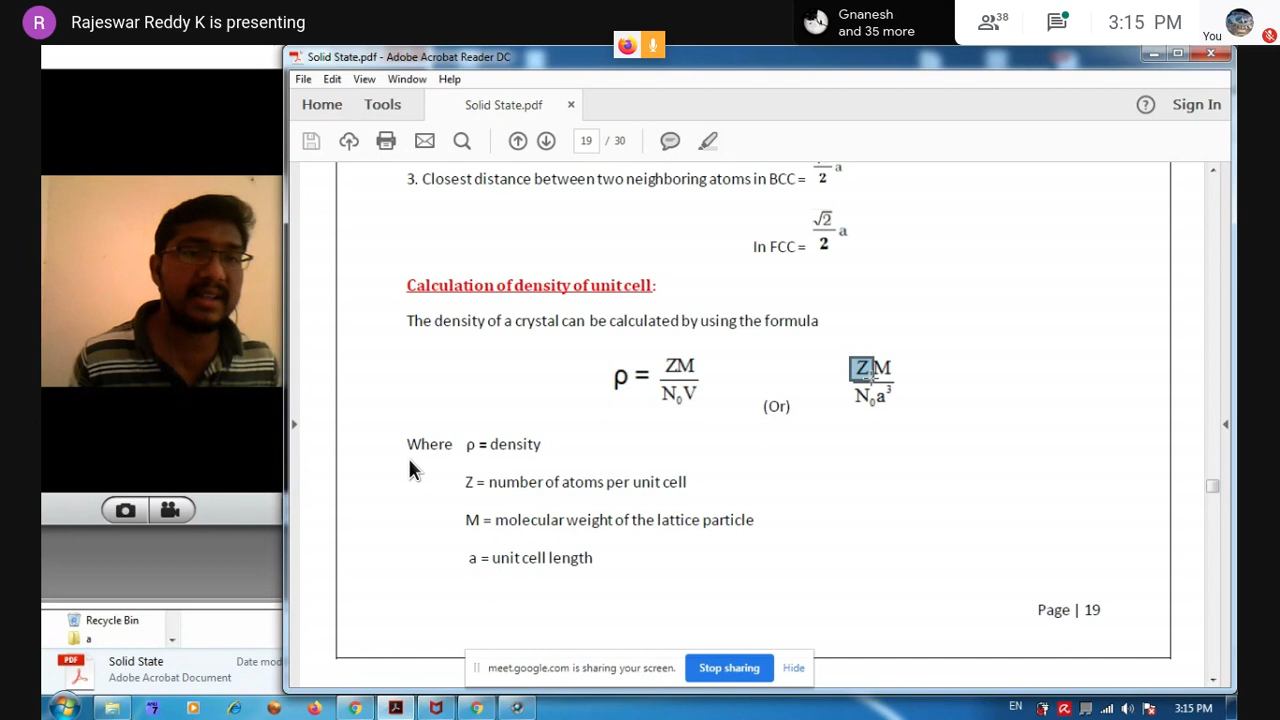 R Rajeswar Reddy K is presenting
Gnanesh
and 35 more
38
3:15 PM
You
Solid State.pdf - Adobe Acrobat Reader DC
File Edit View Window Help
Home Tools Solid State.pdf × ? Sign In
19 / 30
3. Closest distance between two neighboring atoms in BCC = 2 a
In FCC = √2/2 a
Calculation of density of unit cell:
The density of a crystal can be calculated by using the formula
ρ = ZM/N₀V (Or) ZM/N₀a³
Where ρ = density
Z = number of atoms per unit cell
M = molecular weight of the lattice particle
a = unit cell length
Page | 19
Recycle Bin
a
PDF Solid State Date modi
Adobe Acrobat Document
meet.google.com is sharing your screen. Stop sharing Hide
EN 3:15 PM